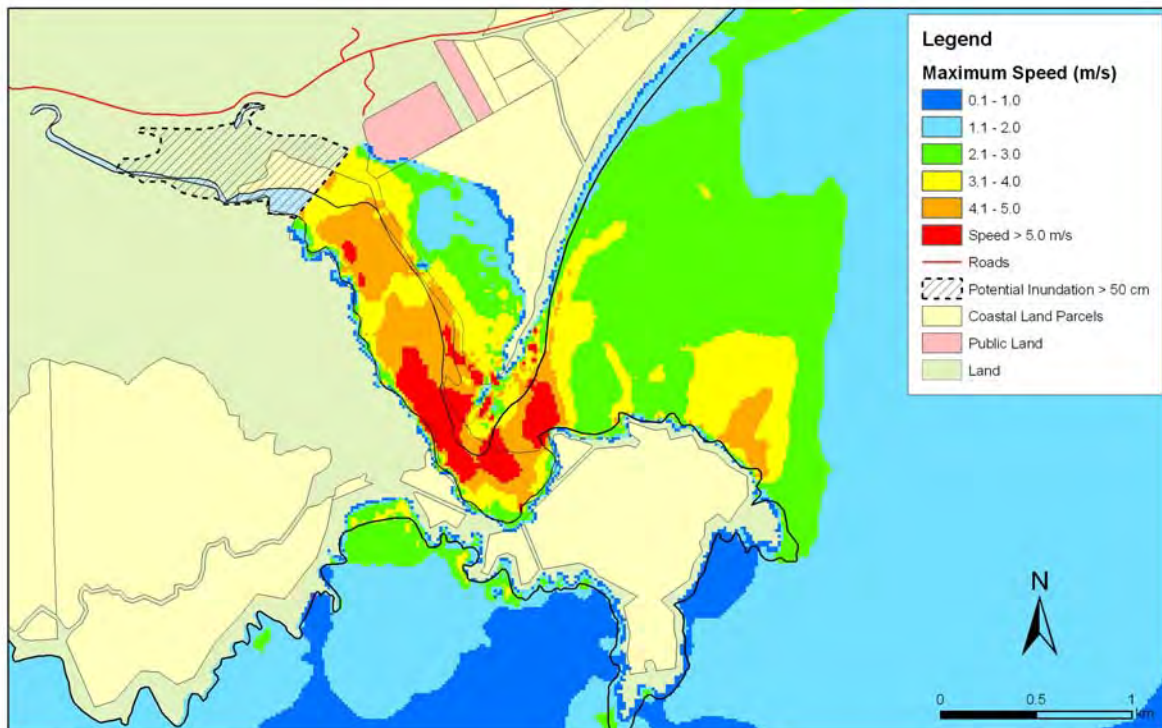 Legend
Maximum Speed (m/s)
0.1 - 1.0
1.1 - 2.0
2.1 - 3.0
3.1 - 4.0
4.1 - 5.0
Speed > 5.0 m/s
Roads
Potential Inundation > 50 cm
Coastal Land Parcels
Public Land
Land
N
0 0.5 1
km